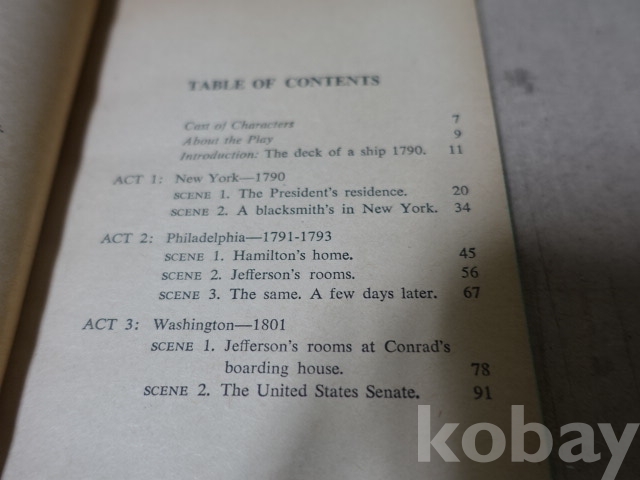 TABLE OF CONTENTS
Cast of Characters 7
About the Play 9
Introduction: The deck of a ship 1790. 11
ACT 1: New York—1790
SCENE 1. The President's residence. 20
SCENE 2. A blacksmith's in New York. 34
ACT 2: Philadelphia—1791-1793
SCENE 1. Hamilton's home. 45
SCENE 2. Jefferson's rooms. 56
SCENE 3. The same. A few days later. 67
ACT 3: Washington—1801
SCENE 1. Jefferson's rooms at Conrad's
boarding house. 78
SCENE 2. The United States Senate. 91
kobay